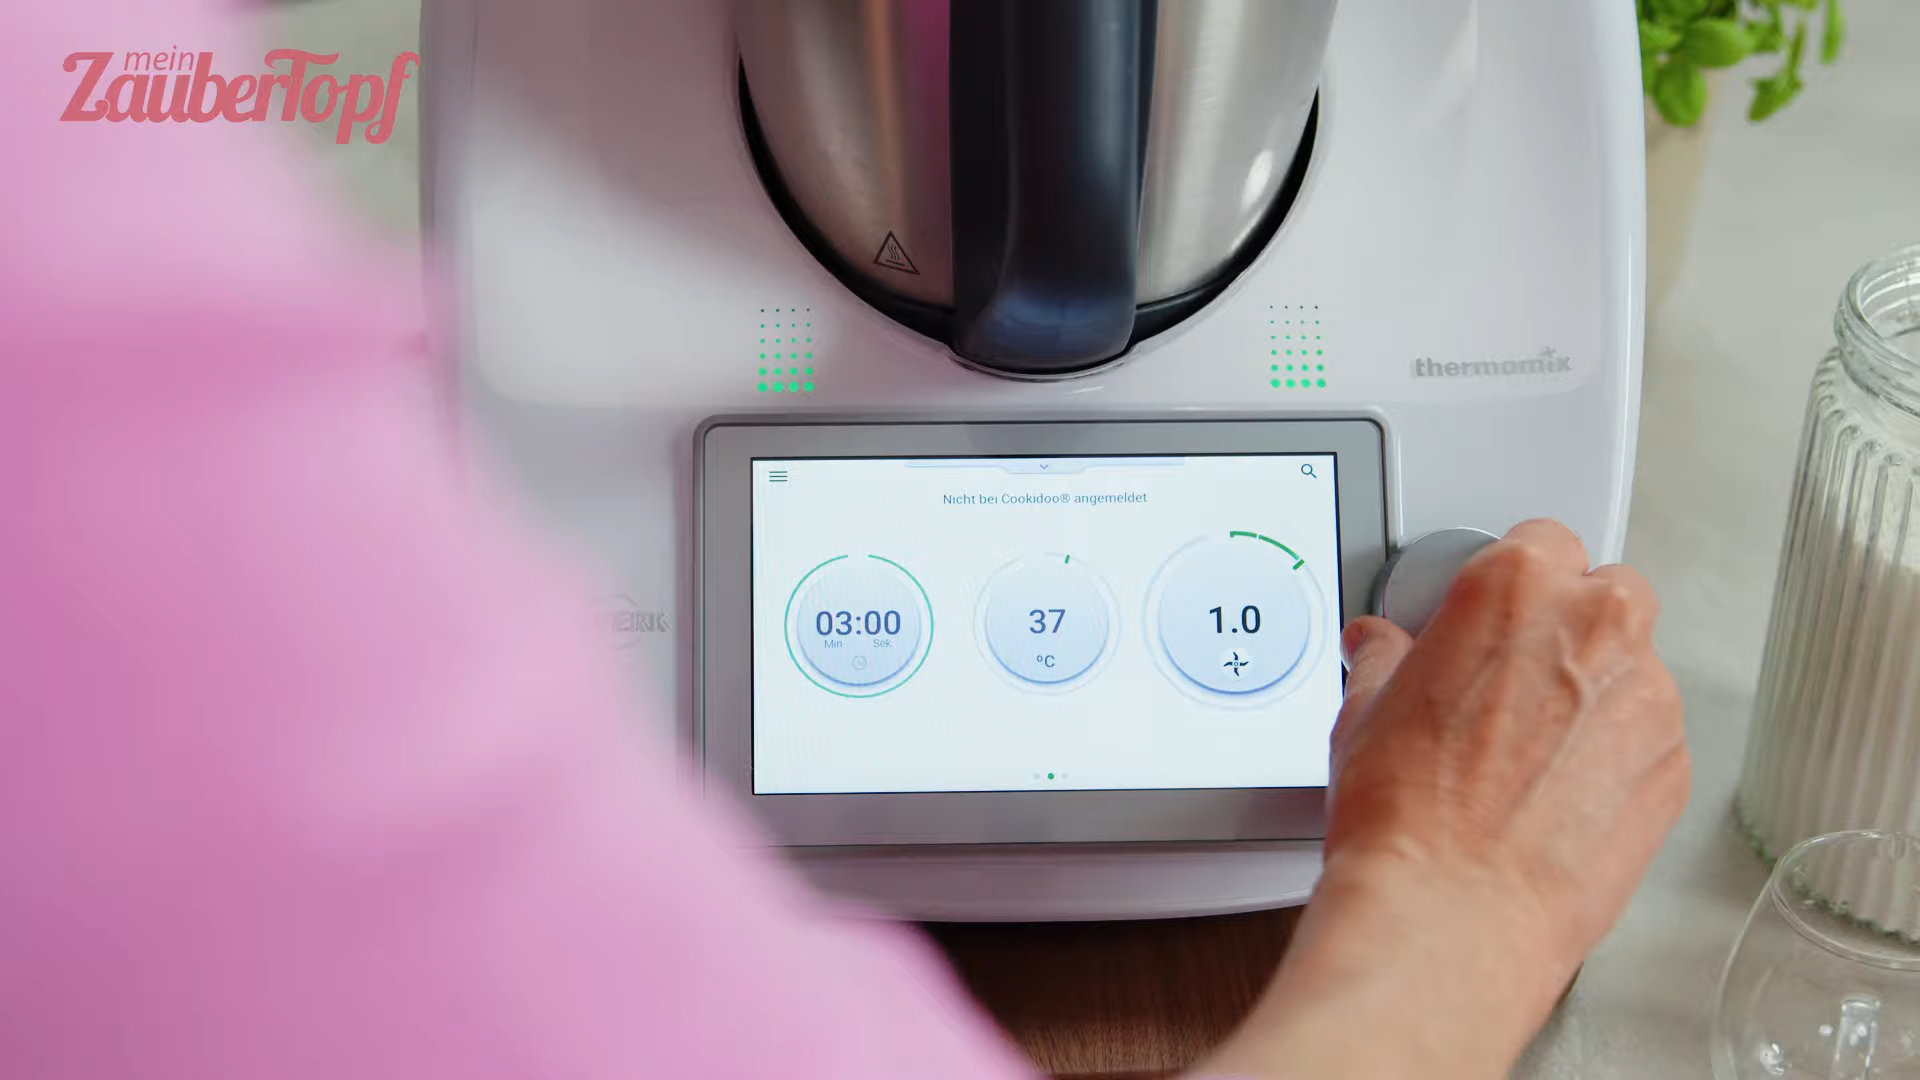 mein
ZauberTopf
thermomix
Nicht bei Cookidoo® angemeldet
03:00
Min Sek
37
°C
1.0